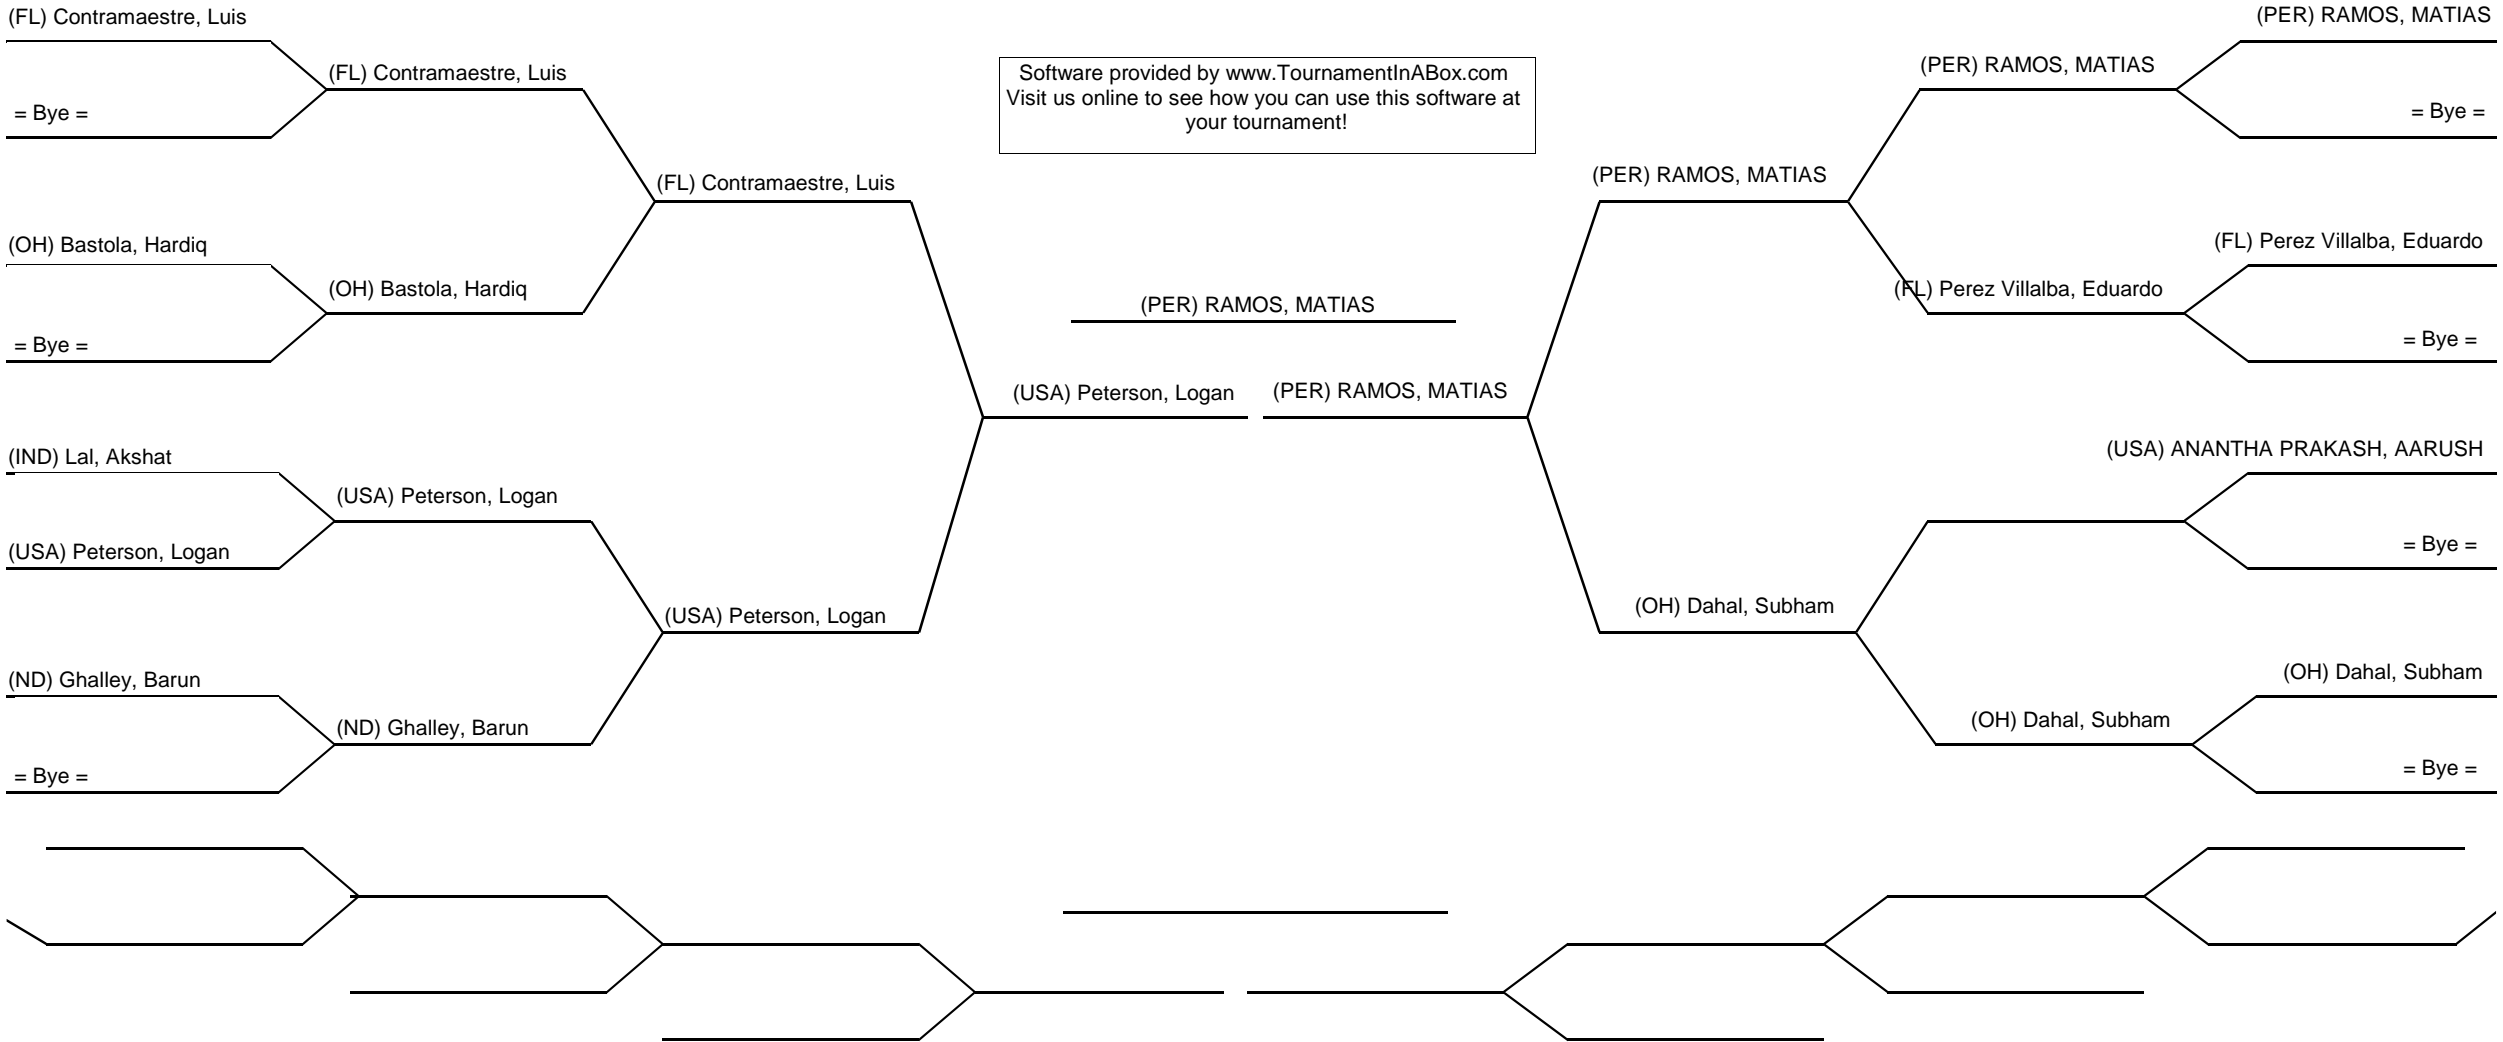 (FL) Contramaestre, Luis
= Bye =
(OH) Bastola, Hardiq
= Bye =
(IND) Lal, Akshat
(USA) Peterson, Logan
(ND) Ghalley, Barun
= Bye =
(FL) Contramaestre, Luis
(OH) Bastola, Hardiq
(USA) Peterson, Logan
(ND) Ghalley, Barun
(FL) Contramaestre, Luis
(USA) Peterson, Logan
(USA) Peterson, Logan
Software provided by www.TournamentInABox.com
Visit us online to see how you can use this software at
your tournament!
(PER) RAMOS, MATIAS
(PER) RAMOS, MATIAS
(PER) RAMOS, MATIAS
(OH) Dahal, Subham
(PER) RAMOS, MATIAS
(FL) Perez Villalba, Eduardo
(OH) Dahal, Subham
(PER) RAMOS, MATIAS
= Bye =
(FL) Perez Villalba, Eduardo
= Bye =
(USA) ANANTHA PRAKASH, AARUSH
= Bye =
(OH) Dahal, Subham
= Bye =